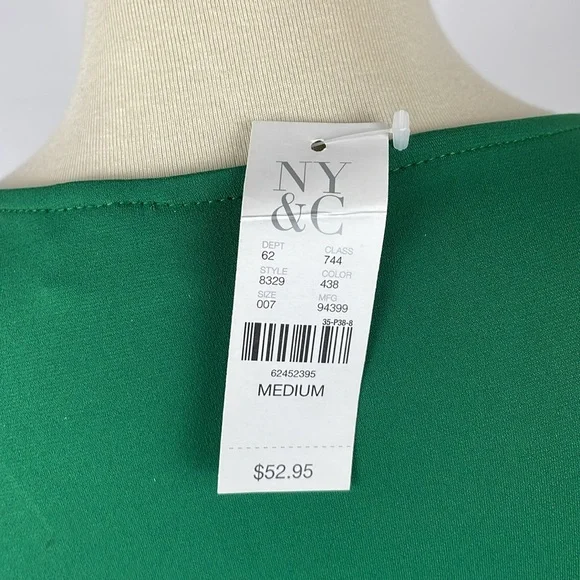 NY
&C
DEPT CLASS
62 744
STYLE COLOR
8329 438
SIZE MFG
007 94399
35-P38-8
62452395
MEDIUM
$52.95